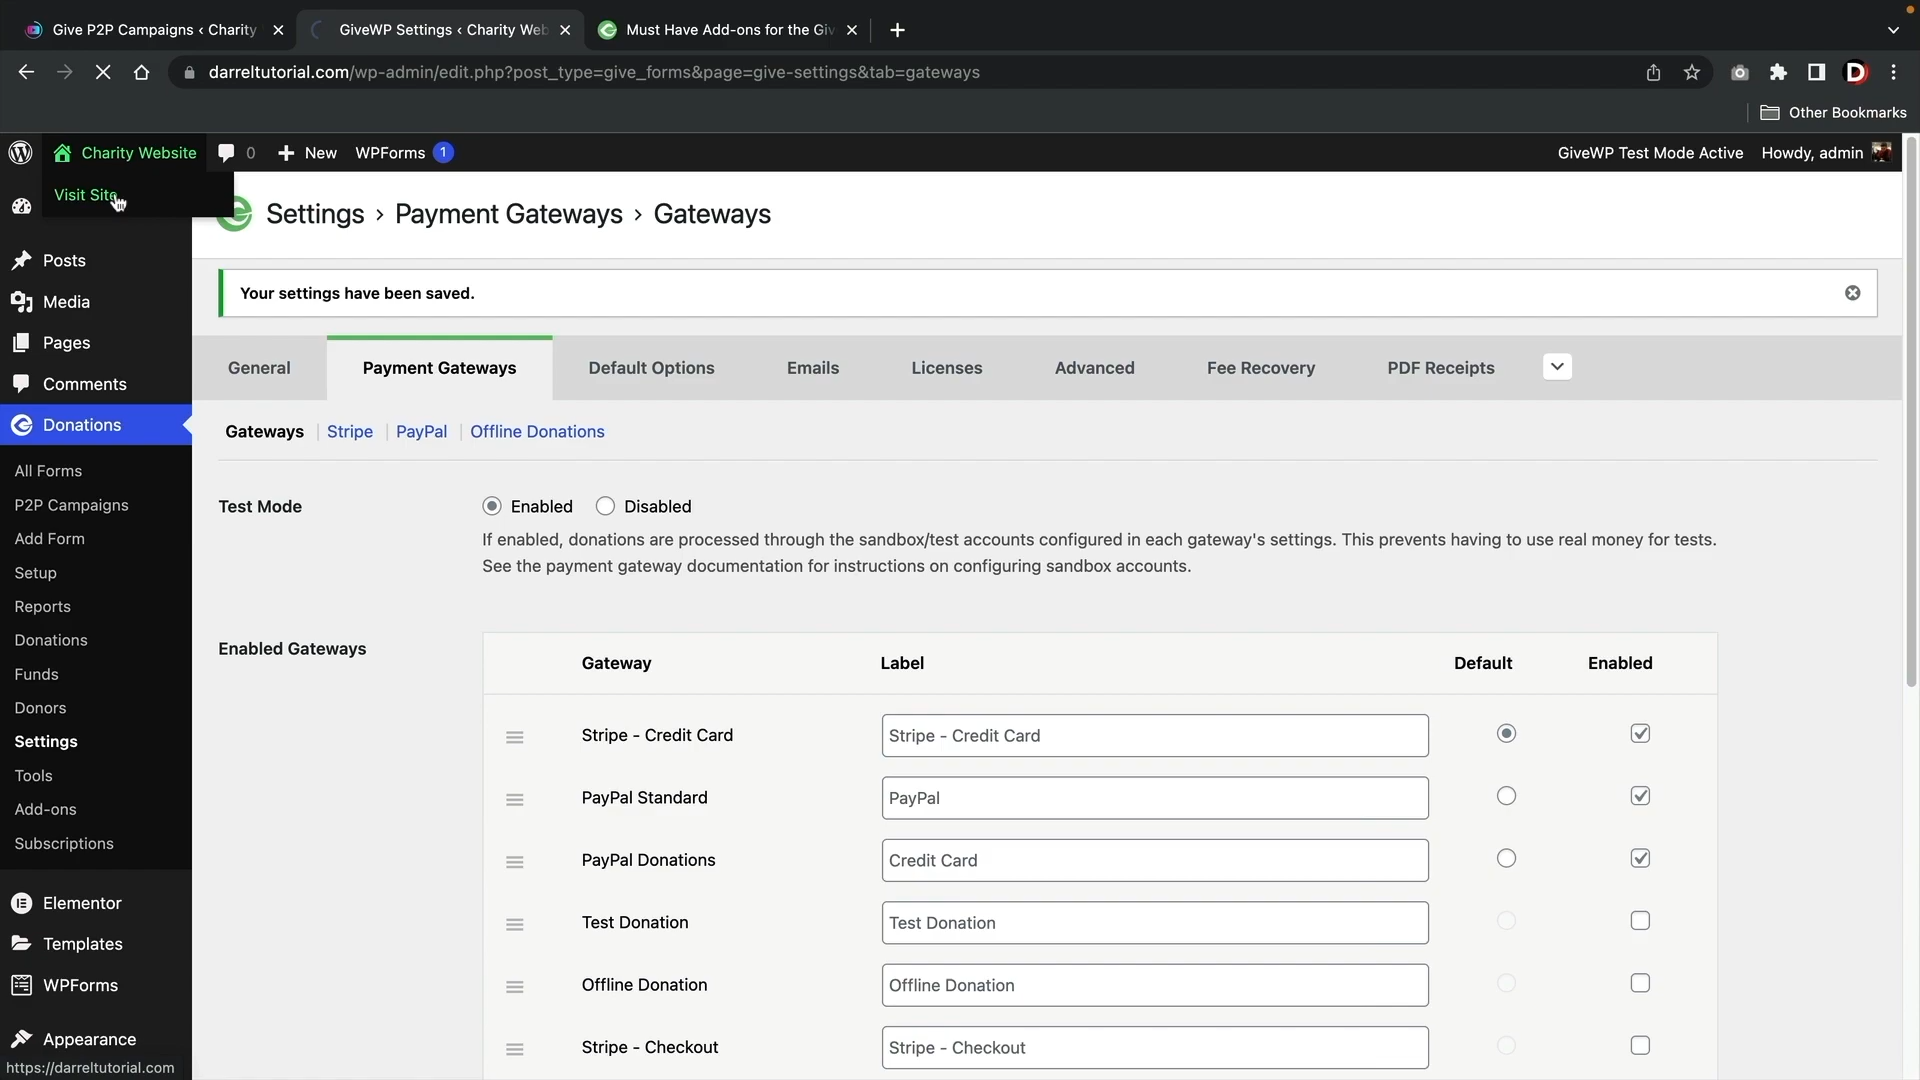 Give P2P Campaigns ‹ Charity
GiveWP Settings ‹ Charity Web
Must Have Add-ons for the Giv
darreltutorial.com/wp-admin/edit.php?post_type=give_forms&page=give-settings&tab=gateways
Other Bookmarks
Charity Website
0
New
WPForms 1
GiveWP Test Mode Active
Howdy, admin
Visit Site
Settings › Payment Gateways › Gateways
Your settings have been saved.
General
Payment Gateways
Default Options
Emails
Licenses
Advanced
Fee Recovery
PDF Receipts
Gateways | Stripe | PayPal | Offline Donations
Test Mode
Enabled
Disabled
If enabled, donations are processed through the sandbox/test accounts configured in each gateway's settings. This prevents having to use real money for tests.
See the payment gateway documentation for instructions on configuring sandbox accounts.
Enabled Gateways
Gateway Label Default Enabled
Stripe - Credit Card Stripe - Credit Card
PayPal Standard PayPal
PayPal Donations Credit Card
Test Donation Test Donation
Offline Donation Offline Donation
Stripe - Checkout Stripe - Checkout
Posts
Media
Pages
Comments
Donations
All Forms
P2P Campaigns
Add Form
Setup
Reports
Donations
Funds
Donors
Settings
Tools
Add-ons
Subscriptions
Elementor
Templates
WPForms
Appearance
https://darreltutorial.com